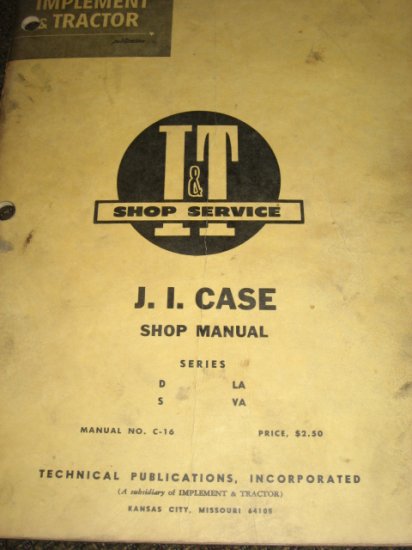 IMPLEMENT
& TRACTOR
publication
I&T
SHOP SERVICE
J. I. CASE
SHOP MANUAL
SERIES
D LA
S VA
MANUAL NO. C-16 PRICE, $2.50
TECHNICAL PUBLICATIONS, INCORPORATED
(A subsidiary of IMPLEMENT & TRACTOR)
KANSAS CITY, MISSOURI 64105